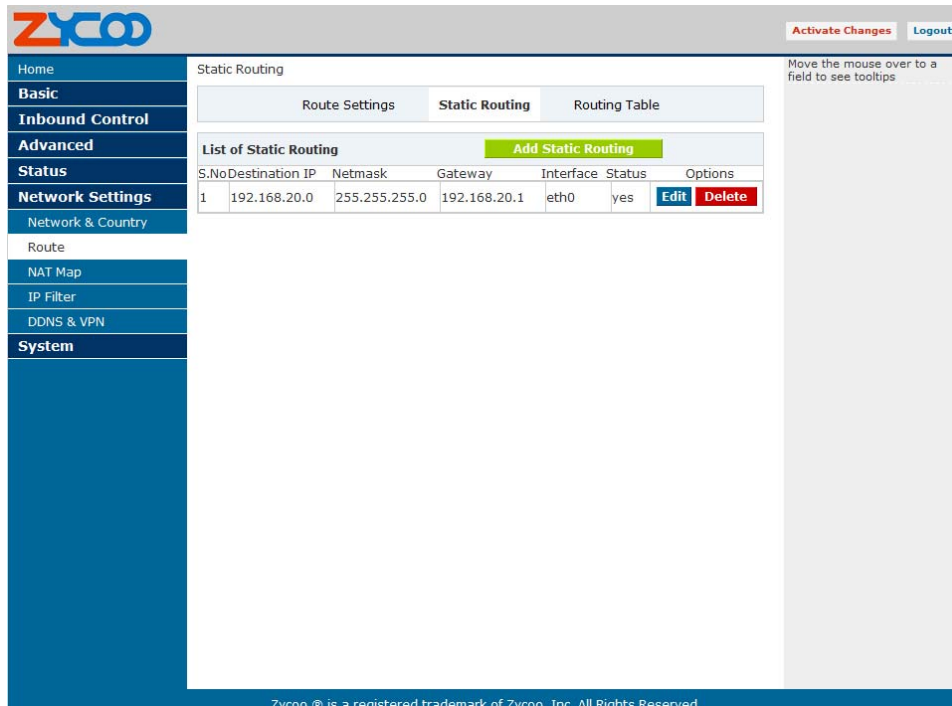 ZYCOO
Activate Changes Logout
Home
Basic
Inbound Control
Advanced
Status
Network Settings
Network & Country
Route
NAT Map
IP Filter
DDNS & VPN
System
Static Routing
Route Settings Static Routing Routing Table
List of Static Routing Add Static Routing
S.No Destination IP Netmask Gateway Interface Status Options
1 192.168.20.0 255.255.255.0 192.168.20.1 eth0 yes Edit Delete
Move the mouse over to a
field to see tooltips
Zycoo ® is a registered trademark of Zycoo, Inc. All Rights Reserved